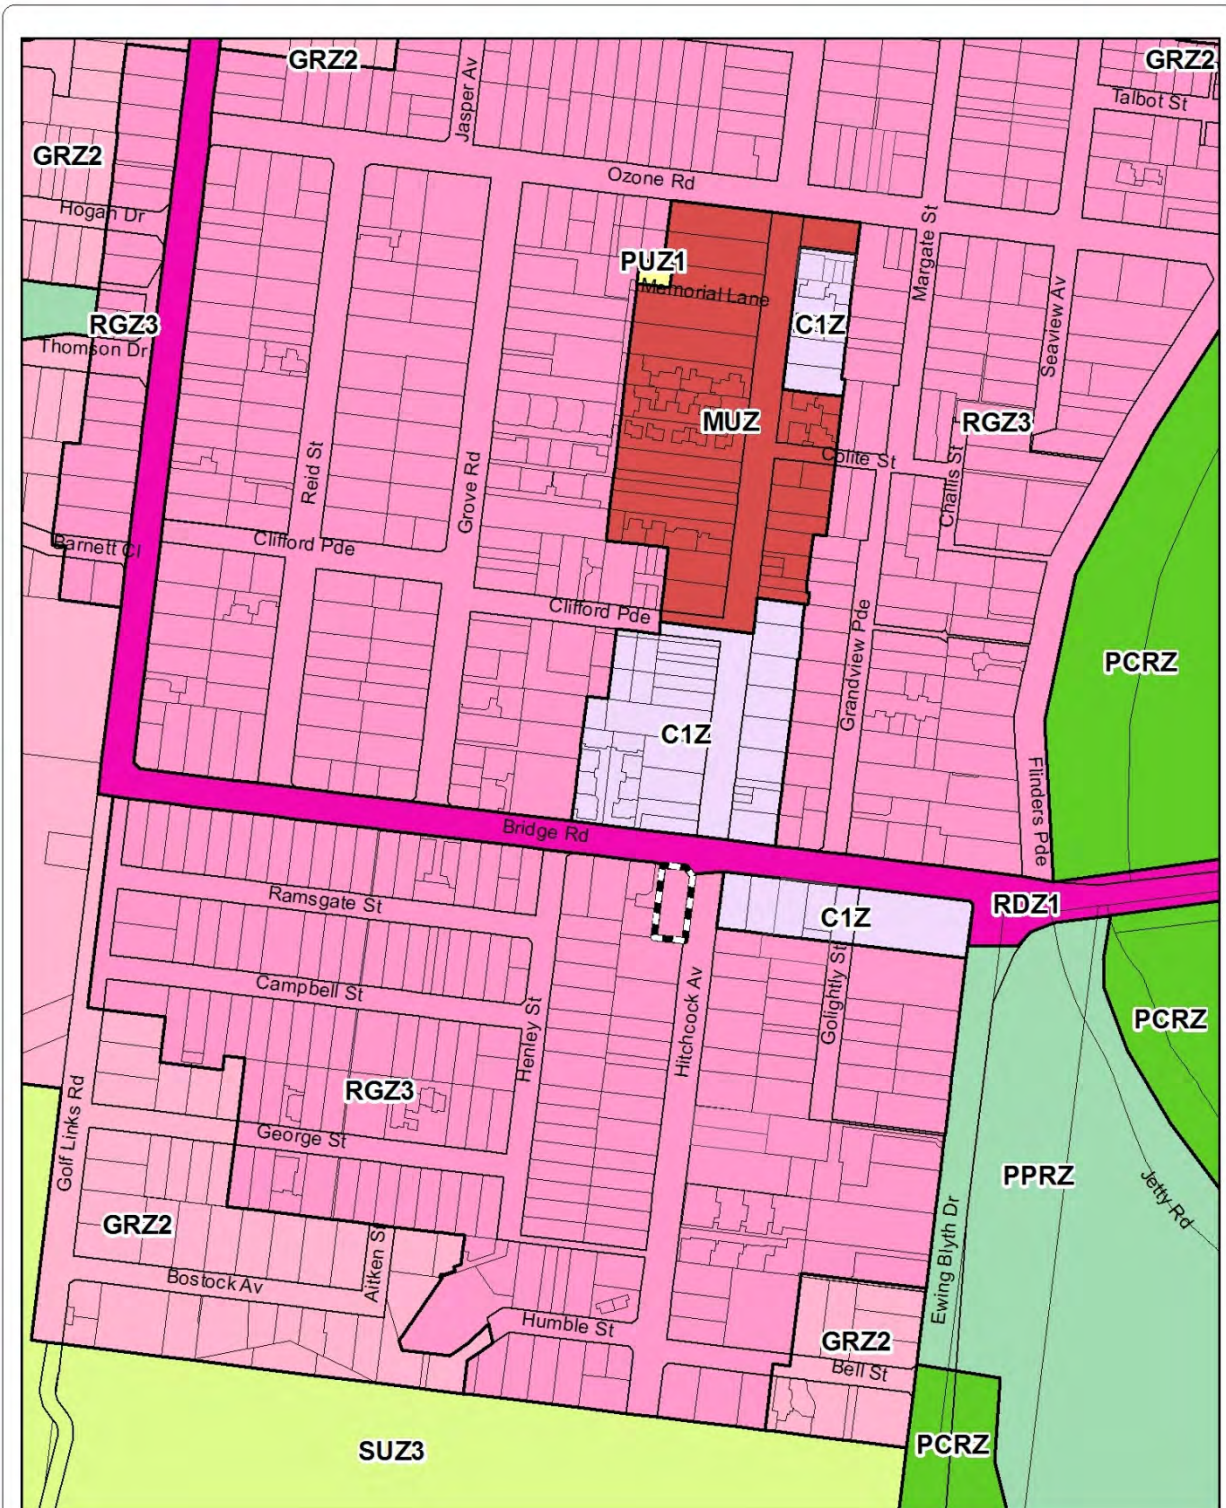 GRZ2
GRZ2
Jasper Av
Talbot St
GRZ2
Ozone Rd
Hogan Dr
Margate St
PUZ1
Memorial Lane
Seaview Av
RGZ3
C1Z
Thomson Dr
MUZ
RGZ3
Colite St
Reid St
Grove Rd
Challis St
Barnett Cl
Clifford Pde
Clifford Pde
Grandview Pde
PCRZ
C1Z
Flinders Pde
Bridge Rd
Ramsgate St
RDZ1
C1Z
Campbell St
Golightly St
Hitchcock Av
Henley St
PCRZ
RGZ3
Golf Links Rd
George St
PPRZ
Jetty Rd
GRZ2
Ewing Blyth Dr
Aitken St
Bostock Av
Humble St
GRZ2
Bell St
SUZ3
PCRZ